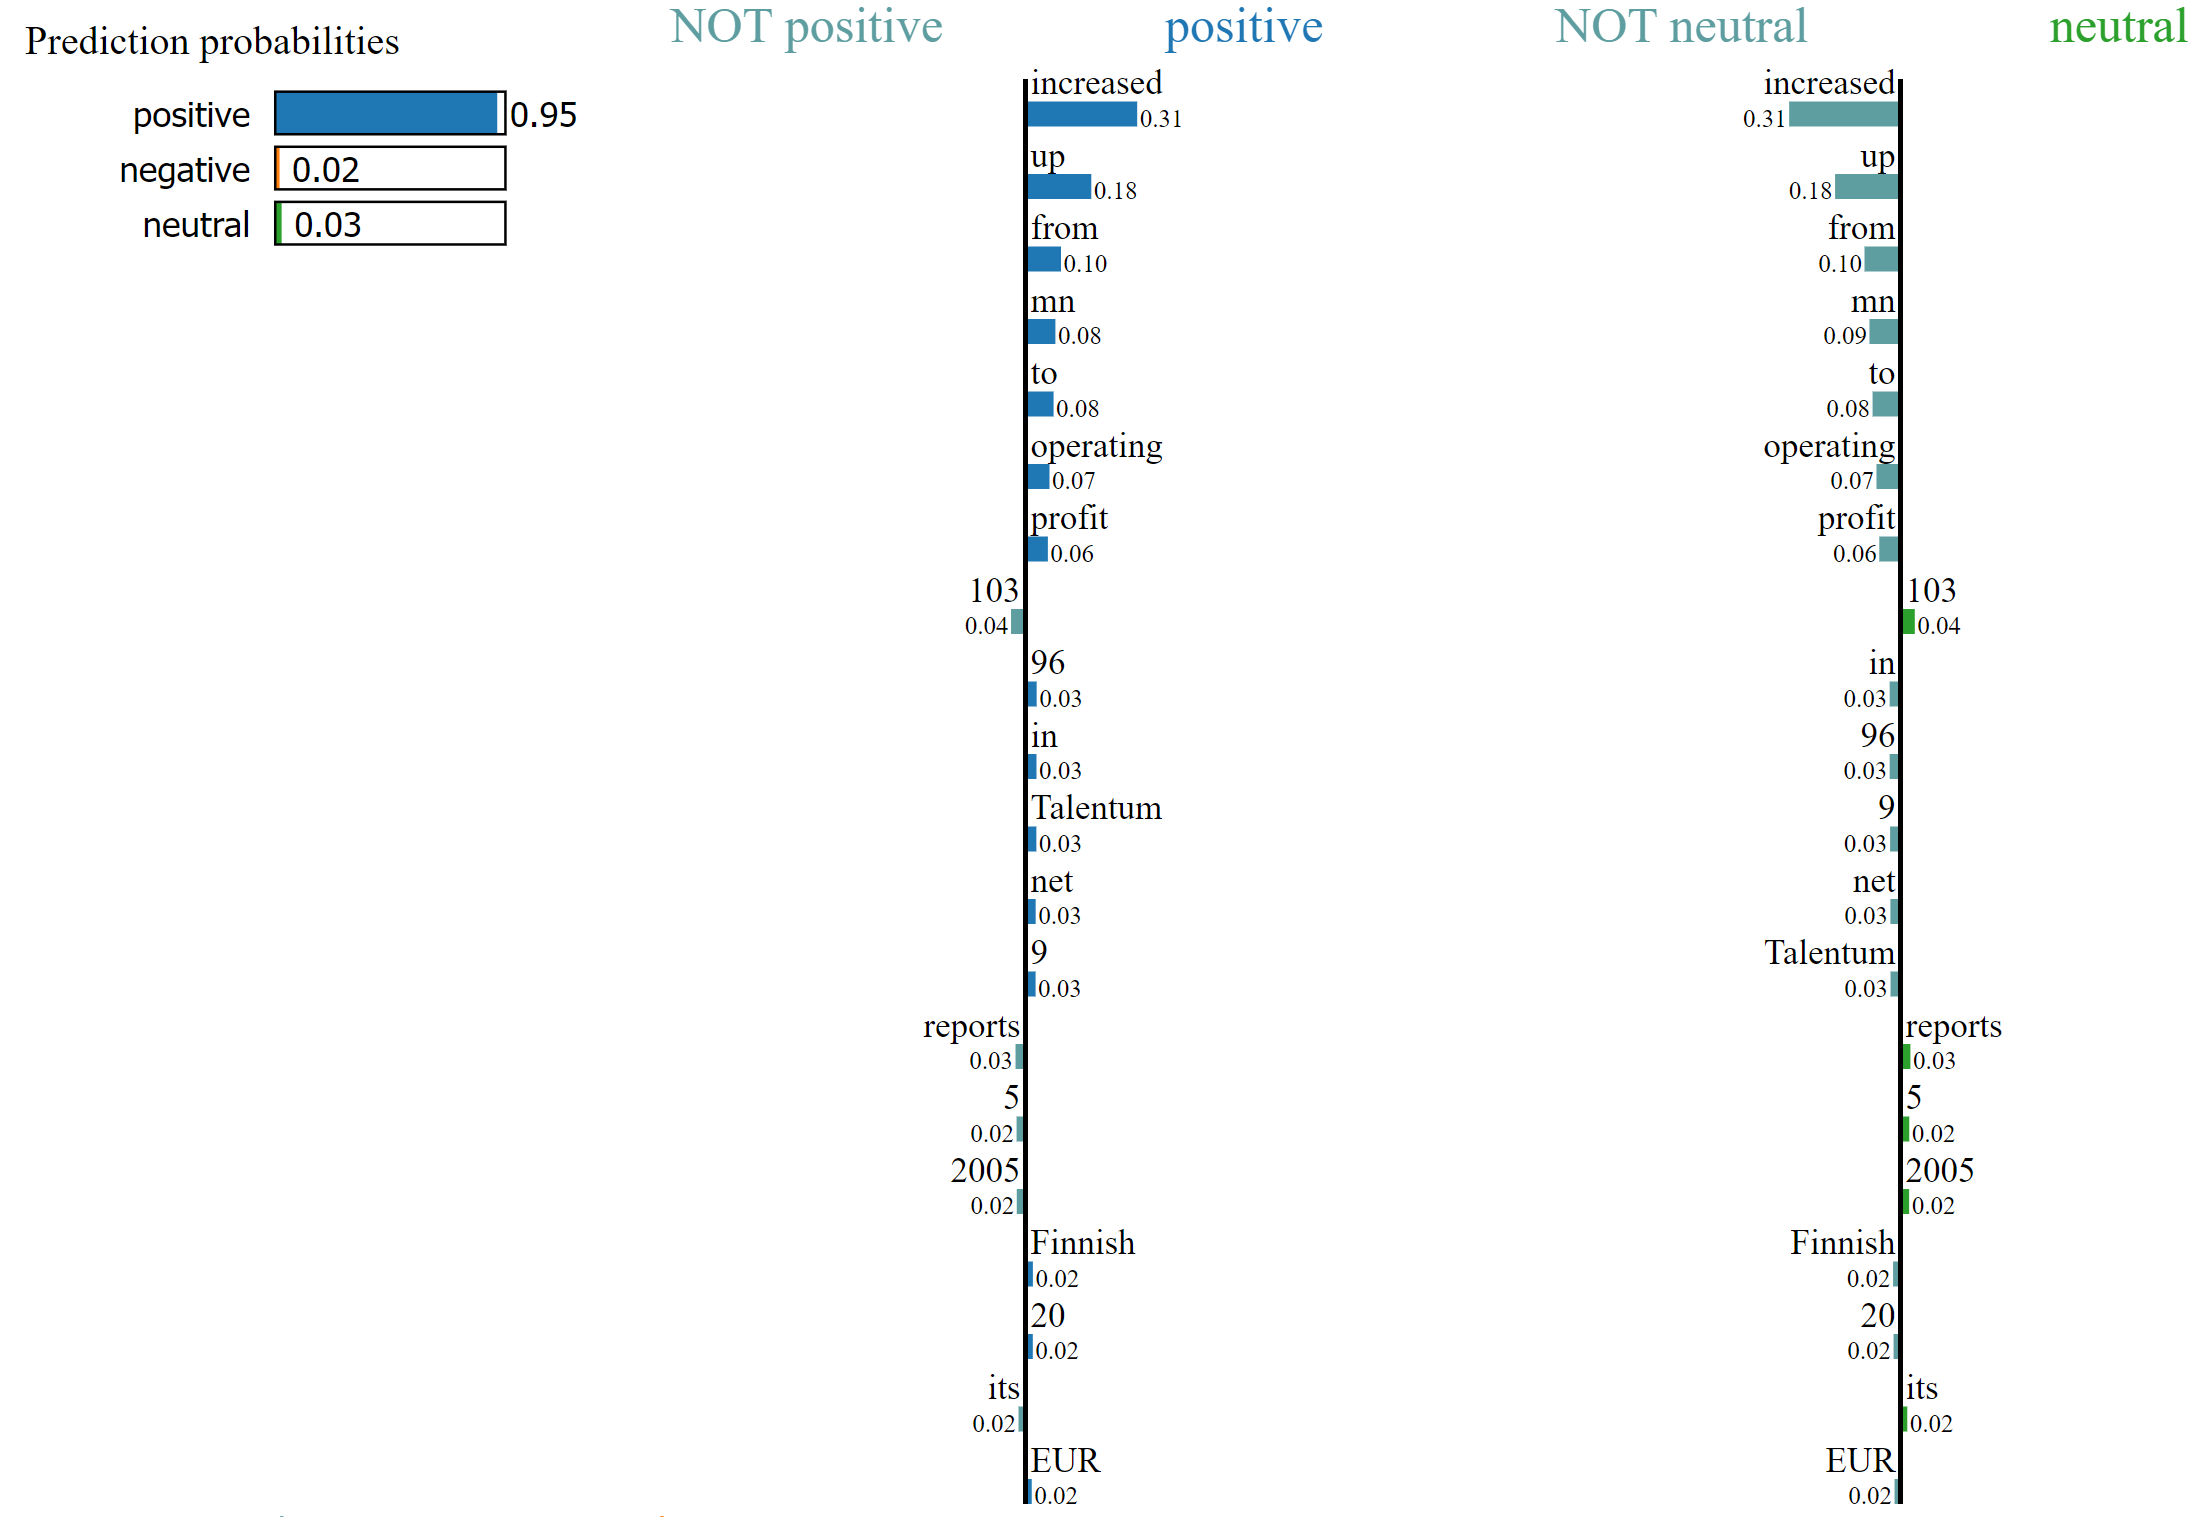 Prediction probabilities
positive 0.95
negative 0.02
neutral 0.03
NOT positive positive
increased
0.31
up
0.18
from
0.10
mn
0.08
to
0.08
operating
0.07
profit
0.06
103
0.04
96
0.03
in
0.03
Talentum
0.03
net
0.03
9
0.03
reports
0.03
5
0.02
2005
0.02
Finnish
0.02
20
0.02
its
0.02
EUR
0.02
NOT neutral neutral
increased
0.31
up
0.18
from
0.10
mn
0.09
to
0.08
operating
0.07
profit
0.06
103
0.04
in
0.03
96
0.03
9
0.03
net
0.03
Talentum
0.03
reports
0.03
5
0.02
2005
0.02
Finnish
0.02
20
0.02
its
0.02
EUR
0.02